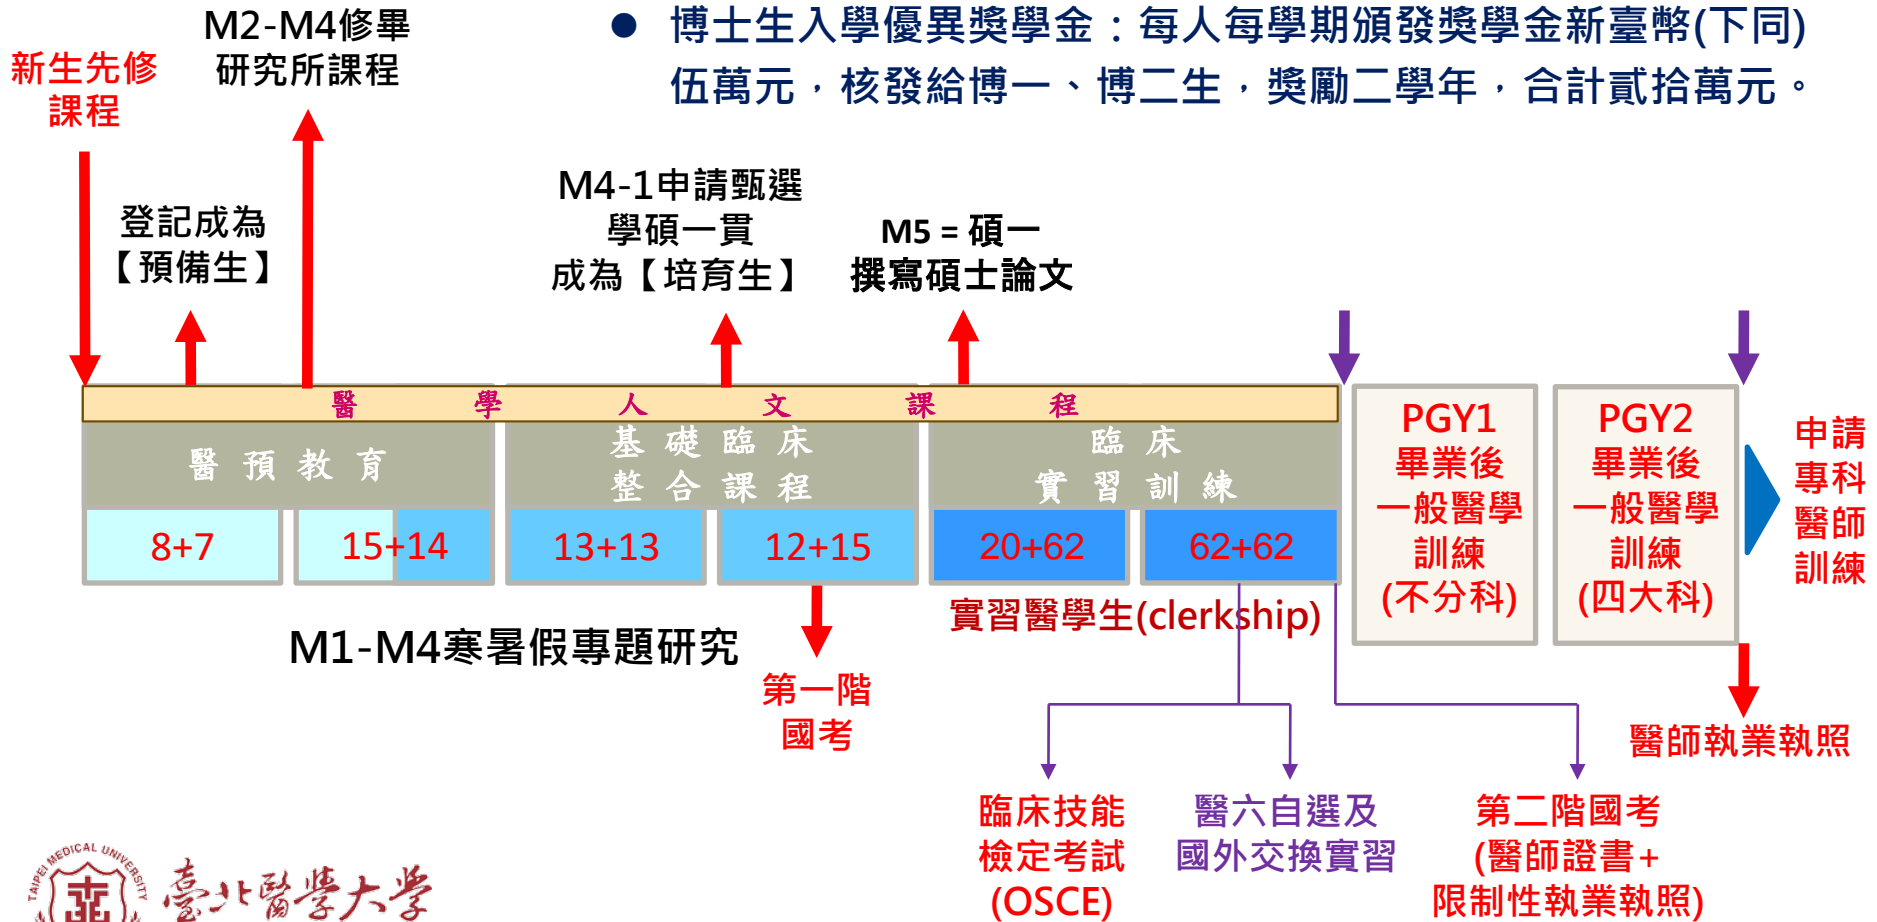 ● 博士生入學優異獎學金：每人每學期頒發獎學金新臺幣(下同)
伍萬元，核發給博一、博二生，獎勵二學年，合計貳拾萬元。
新生先修
課程
M2-M4修畢
研究所課程
登記成為
【預備生】
M4-1申請甄選
學碩一貫
成為【培育生】
M5 = 碩一
撰寫碩士論文
醫 學 人 文 課 程
醫 預 教 育
基 礎 臨 床
整 合 課 程
臨 床
實 習 訓 練
8+7
15+14
13+13
12+15
20+62
62+62
PGY1
畢業後
一般醫學
訓練
(不分科)
PGY2
畢業後
一般醫學
訓練
(四大科)
申請
專科
醫師
訓練
M1-M4寒暑假專題研究
實習醫學生(clerkship)
第一階
國考
醫師執業執照
臨床技能
檢定考試
(OSCE)
醫六自選及
國外交換實習
第二階國考
(醫師證書+
限制性執業執照)
TAIPEI MEDICAL UNIVERSITY
臺北醫學大學